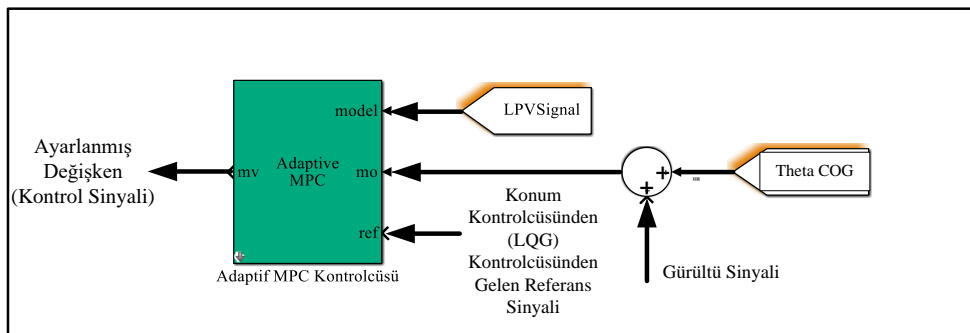 Ayarlanmış
Değişken
(Kontrol Sinyali)
mv
Adaptive
MPC
model
mo
ref
Adaptif MPC Kontrolcüsü
LPVSignal
Konum
Kontrolcüsünden
(LQG)
Kontrolcüsünden
Gelen Referans
Sinyali
+
+
Theta COG
Gürültü Sinyali